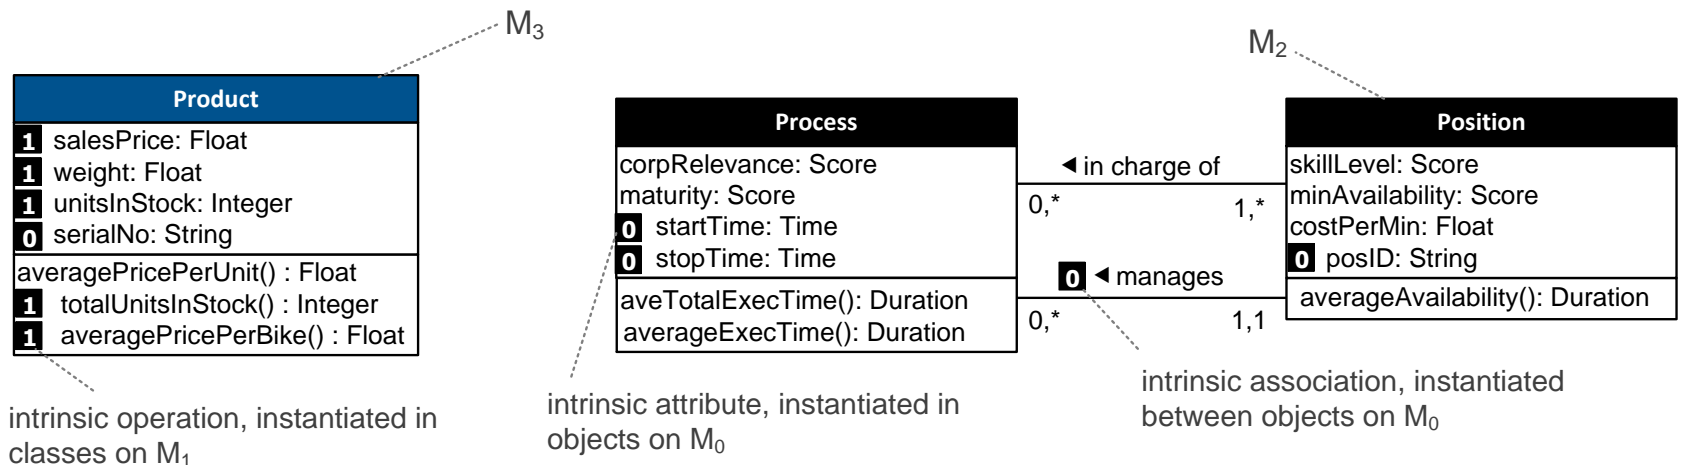 M3
Product
1 salesPrice: Float
1 weight: Float
1 unitsInStock: Integer
0 serialNo: String
averagePricePerUnit() : Float
1 totalUnitsInStock() : Integer
1 averagePricePerBike() : Float
intrinsic operation, instantiated in
classes on M1
Process
corpRelevance: Score
maturity: Score
0 startTime: Time
0 stopTime: Time
aveTotalExecTime(): Duration
averageExecTime(): Duration
intrinsic attribute, instantiated in
objects on M0
◄ in charge of
0,* 1,*
0 ◄ manages
0,* 1,1
M2
Position
skillLevel: Score
minAvailability: Score
costPerMin: Float
0 posID: String
averageAvailability(): Duration
intrinsic association, instantiated
between objects on M0